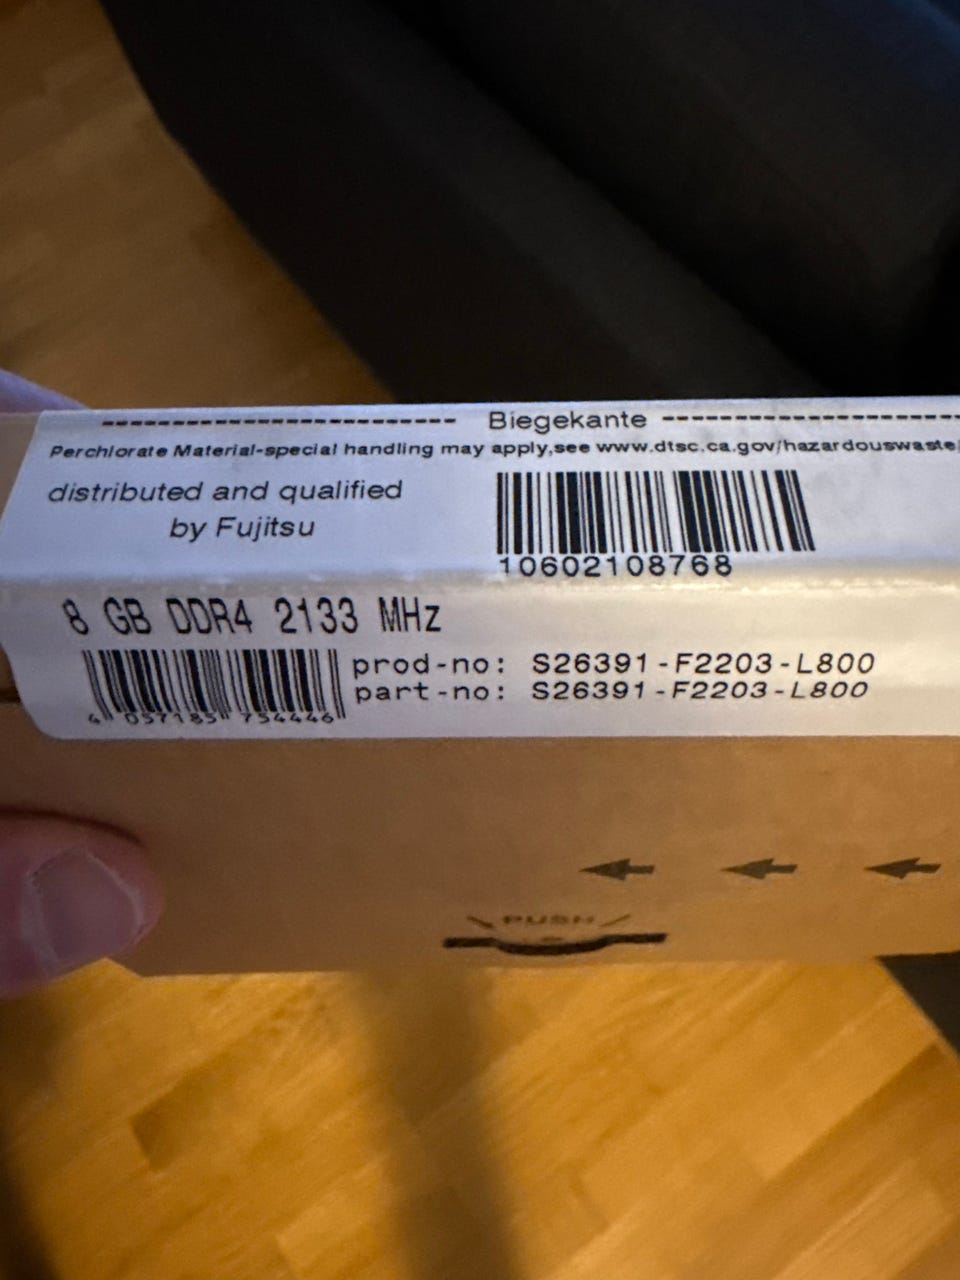 Biegekante
Perchlorate Material-special handling may apply,see www.dtsc.ca.gov/hazardouswaste/
distributed and qualified
by Fujitsu
10602108768
8 GB DDR4 2133 MHz
prod-no: S26391-F2203-L800
part-no: S26391-F2203-L800
4 057185 754446
PUSH